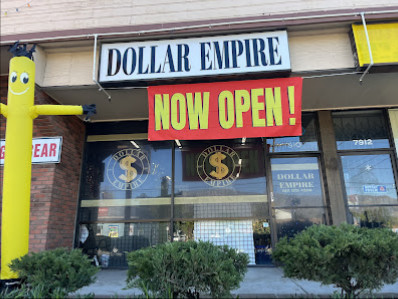 DOLLAR EMPIRE
NOW OPEN!
EAR
DOLLAR
$
EMPIRE
DOLLAR
$
EMPIRE
DOLLAR
EMPIRE
7912